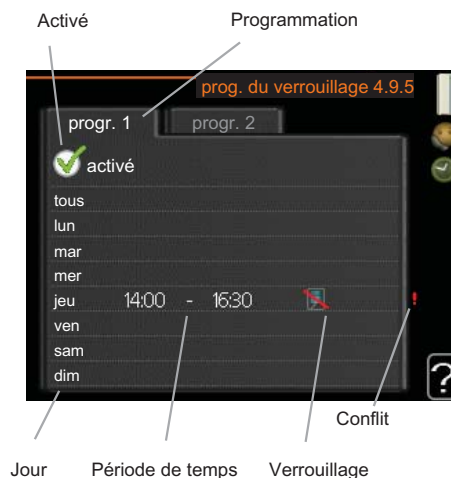 Activé
Programmation
prog. du verrouillage 4.9.5
progr. 1
progr. 2
activé
tous
lun
mar
mer
jeu 14:00 - 16:30 !
ven
sam
dim
?
Conflit
Jour
Période de temps
Verrouillage